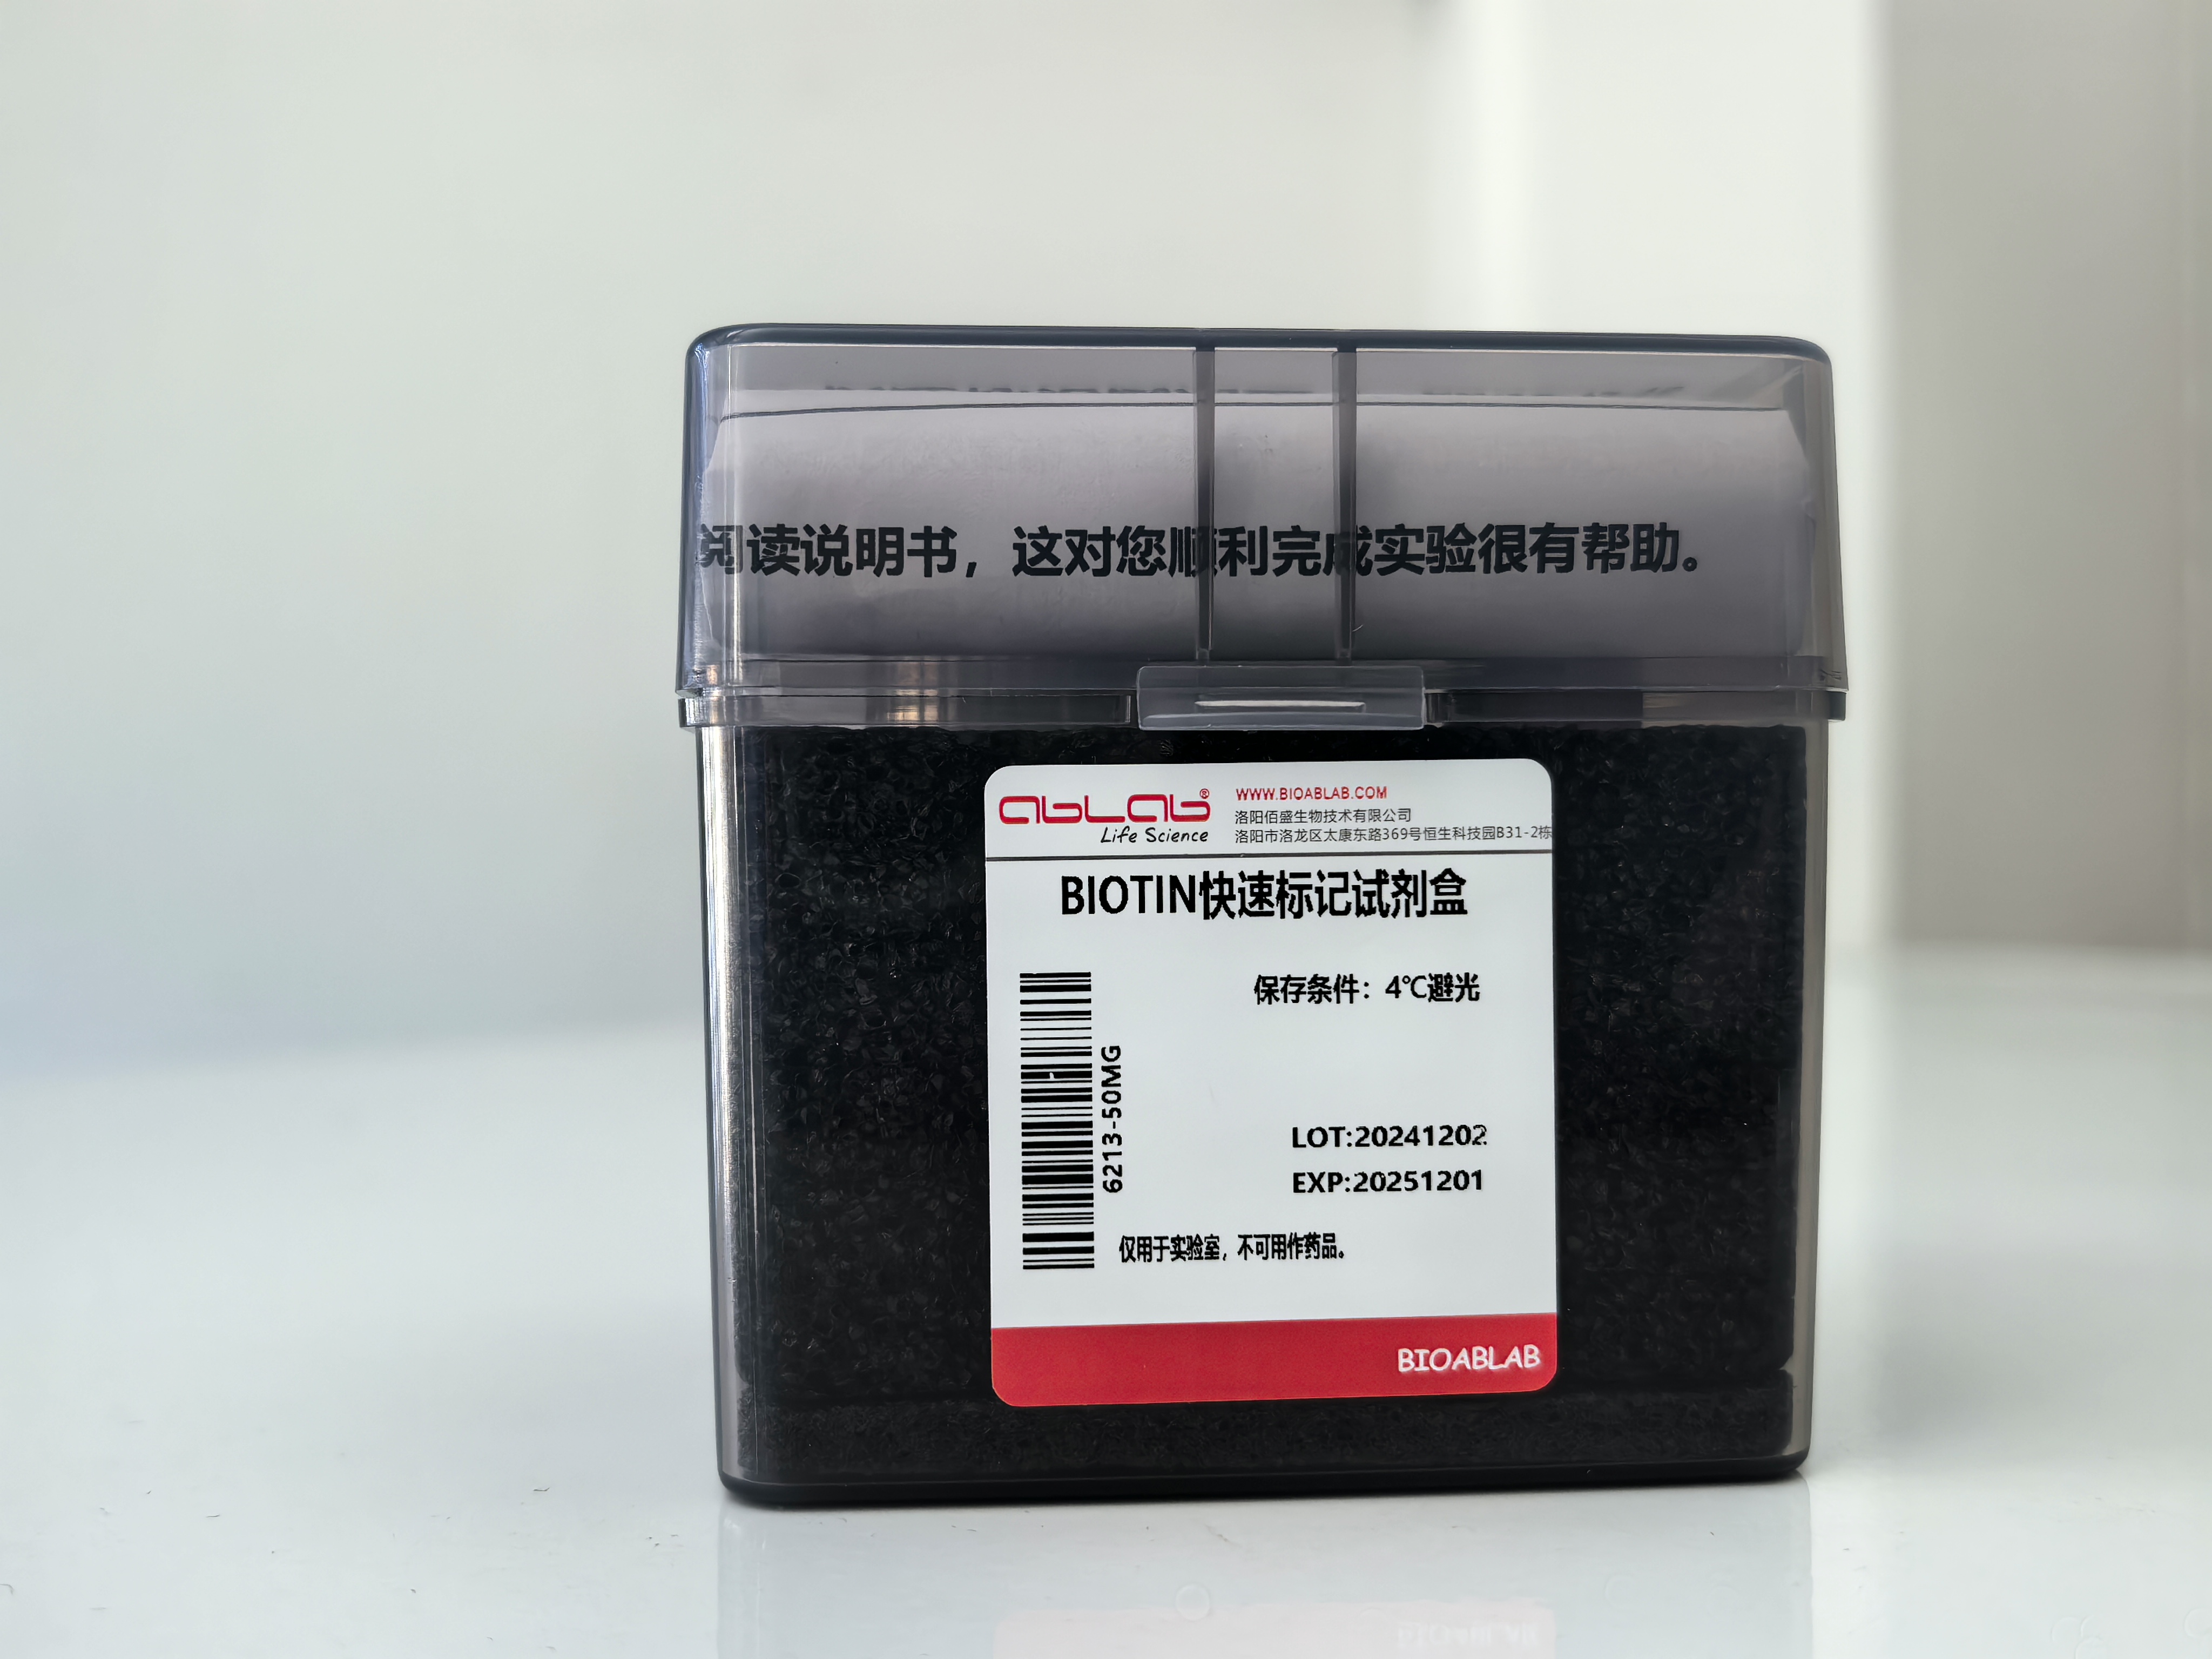 阅读说明书，这对您顺利完成实验很有帮助。
abLab®
Life Science
WWW.BIOABLAB.COM
洛阳佰盛生物技术有限公司
洛阳市洛龙区太康东路369号恒生科技园B31-2栋
BIOTIN快速标记试剂盒
保存条件：4℃避光
6213-50MG
LOT:20241202
EXP:20251201
仅用于实验室，不可用作药品。
BIOABLAB